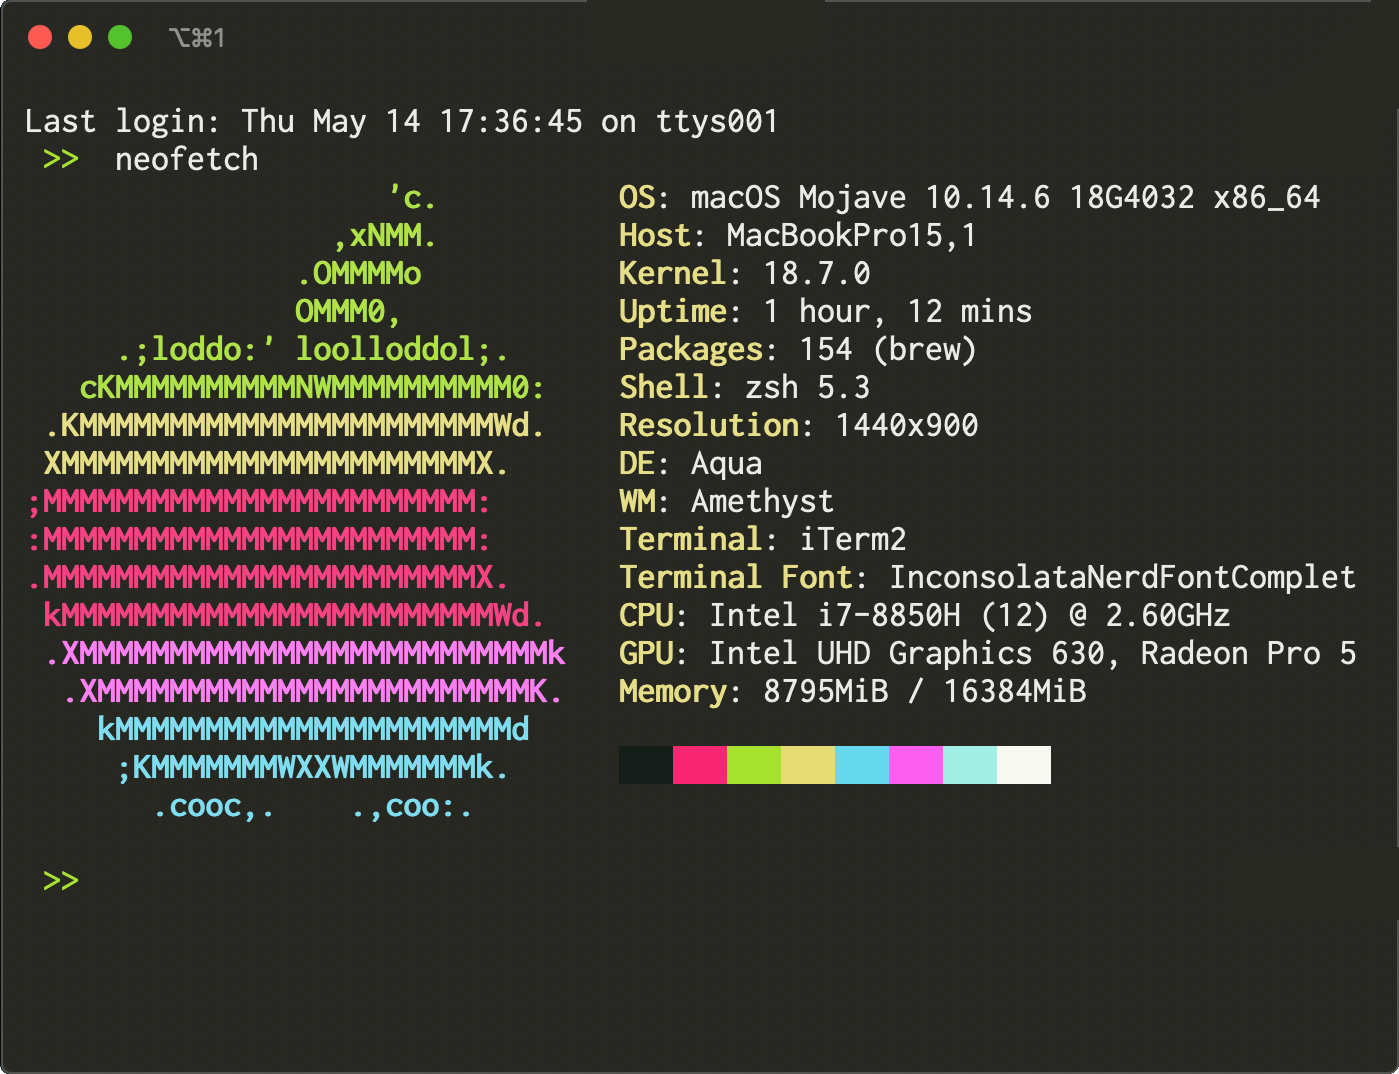 ⌥⌘1
Last login: Thu May 14 17:36:45 on ttys001
>> neofetch
'c. OS: macOS Mojave 10.14.6 18G4032 x86_64
,xNMM. Host: MacBookPro15,1
.OMMMMo Kernel: 18.7.0
OMMM0, Uptime: 1 hour, 12 mins
.;loddo:' loolloddol;. Packages: 154 (brew)
cKMMMMMMMMMMNWMMMMMMMMMM0: Shell: zsh 5.3
.KMMMMMMMMMMMMMMMMMMMMMMMWd. Resolution: 1440x900
XMMMMMMMMMMMMMMMMMMMMMMMX. DE: Aqua
;MMMMMMMMMMMMMMMMMMMMMMMM: WM: Amethyst
:MMMMMMMMMMMMMMMMMMMMMMMM: Terminal: iTerm2
.MMMMMMMMMMMMMMMMMMMMMMMMX. Terminal Font: InconsolataNerdFontComplet
kMMMMMMMMMMMMMMMMMMMMMMMMWd. CPU: Intel i7-8850H (12) @ 2.60GHz
.XMMMMMMMMMMMMMMMMMMMMMMMMMMk GPU: Intel UHD Graphics 630, Radeon Pro 5
.XMMMMMMMMMMMMMMMMMMMMMMMMK. Memory: 8795MiB / 16384MiB
kMMMMMMMMMMMMMMMMMMMMMMd
;KMMMMMMMWXXWMMMMMMMk.
.cooc,. .,coo:.
>>